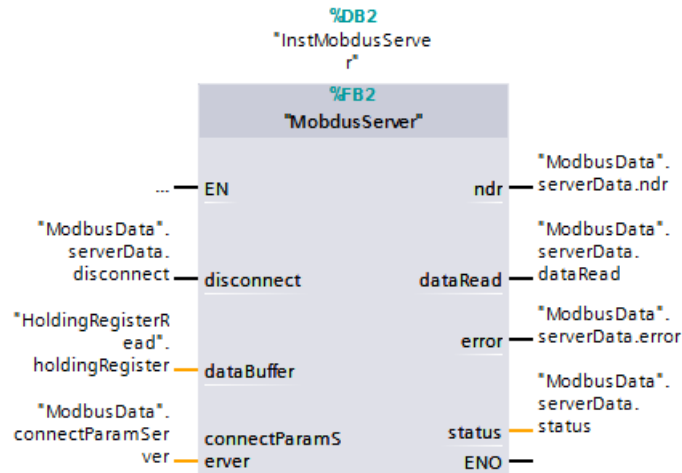 %DB2
"InstMobdusServe
r"
%FB2
"MobdusServer"
... EN
ndr
"ModbusData".
serverData.ndr
"ModbusData".
serverData.
disconnect
disconnect
dataRead
"ModbusData".
serverData.
dataRead
"HoldingRegisterR
ead".
holdingRegister
dataBuffer
error
"ModbusData".
serverData.error
"ModbusData".
connectParamSer
ver
connectParamS
erver
status
"ModbusData".
serverData.
status
ENO